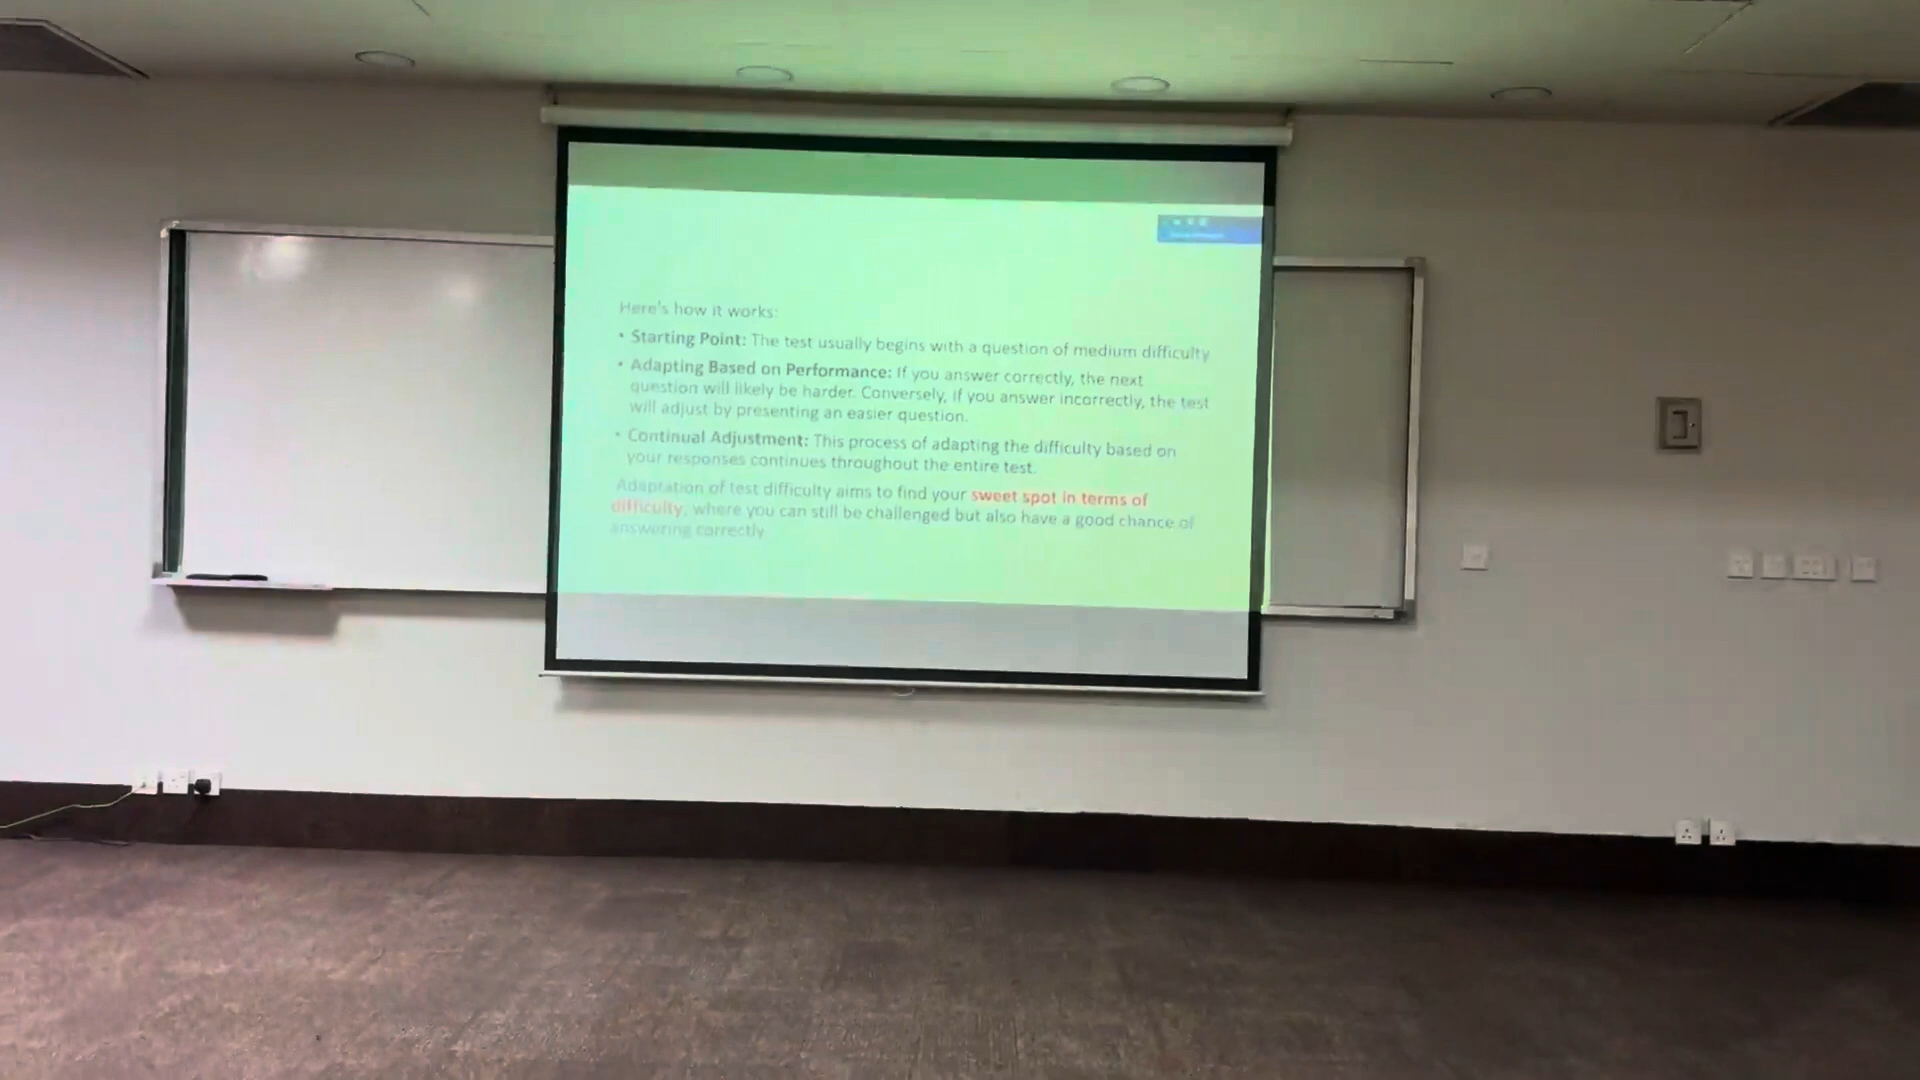 Here's how it works:
• Starting Point: The test usually begins with a question of medium difficulty
• Adapting Based on Performance: If you answer correctly, the next
question will likely be harder. Conversely, if you answer incorrectly, the test
will adjust by presenting an easier question.
• Continual Adjustment: This process of adapting the difficulty based on
your responses continues throughout the entire test.
Adaptation of test difficulty aims to find your sweet spot in terms of
difficulty, where you can still be challenged but also have a good chance of
answering correctly.